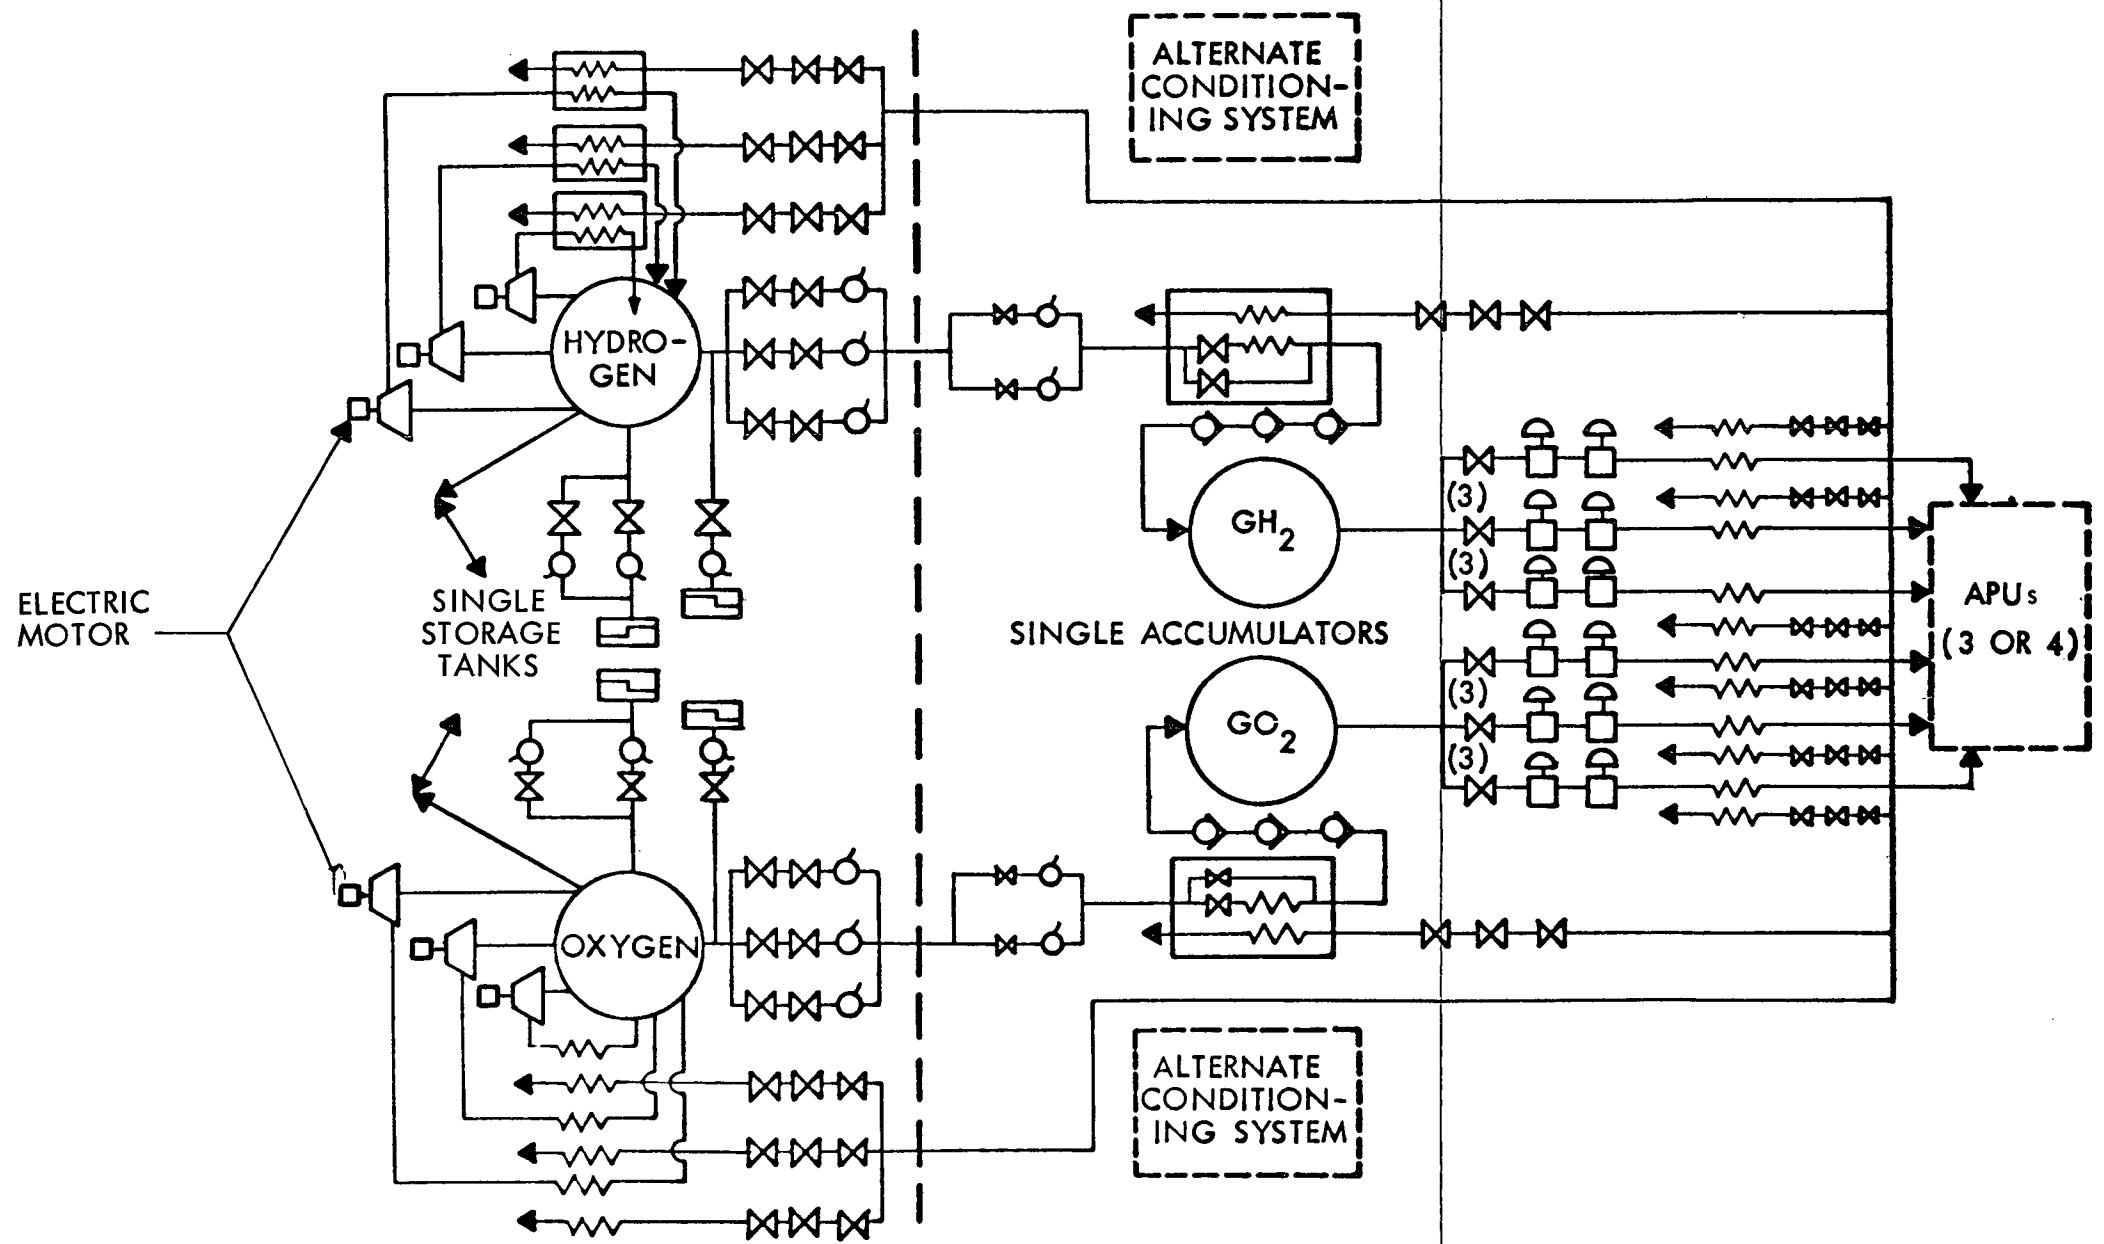 ALTERNATE
CONDITION-
ING SYSTEM
HYDRO-
GEN
GH2
(3)
(3)
ELECTRIC
MOTOR
SINGLE
STORAGE
TANKS
SINGLE ACCUMULATORS
APUs
(3 OR 4)
GO2
(3)
(3)
OXYGEN
ALTERNATE
CONDITION-
ING SYSTEM